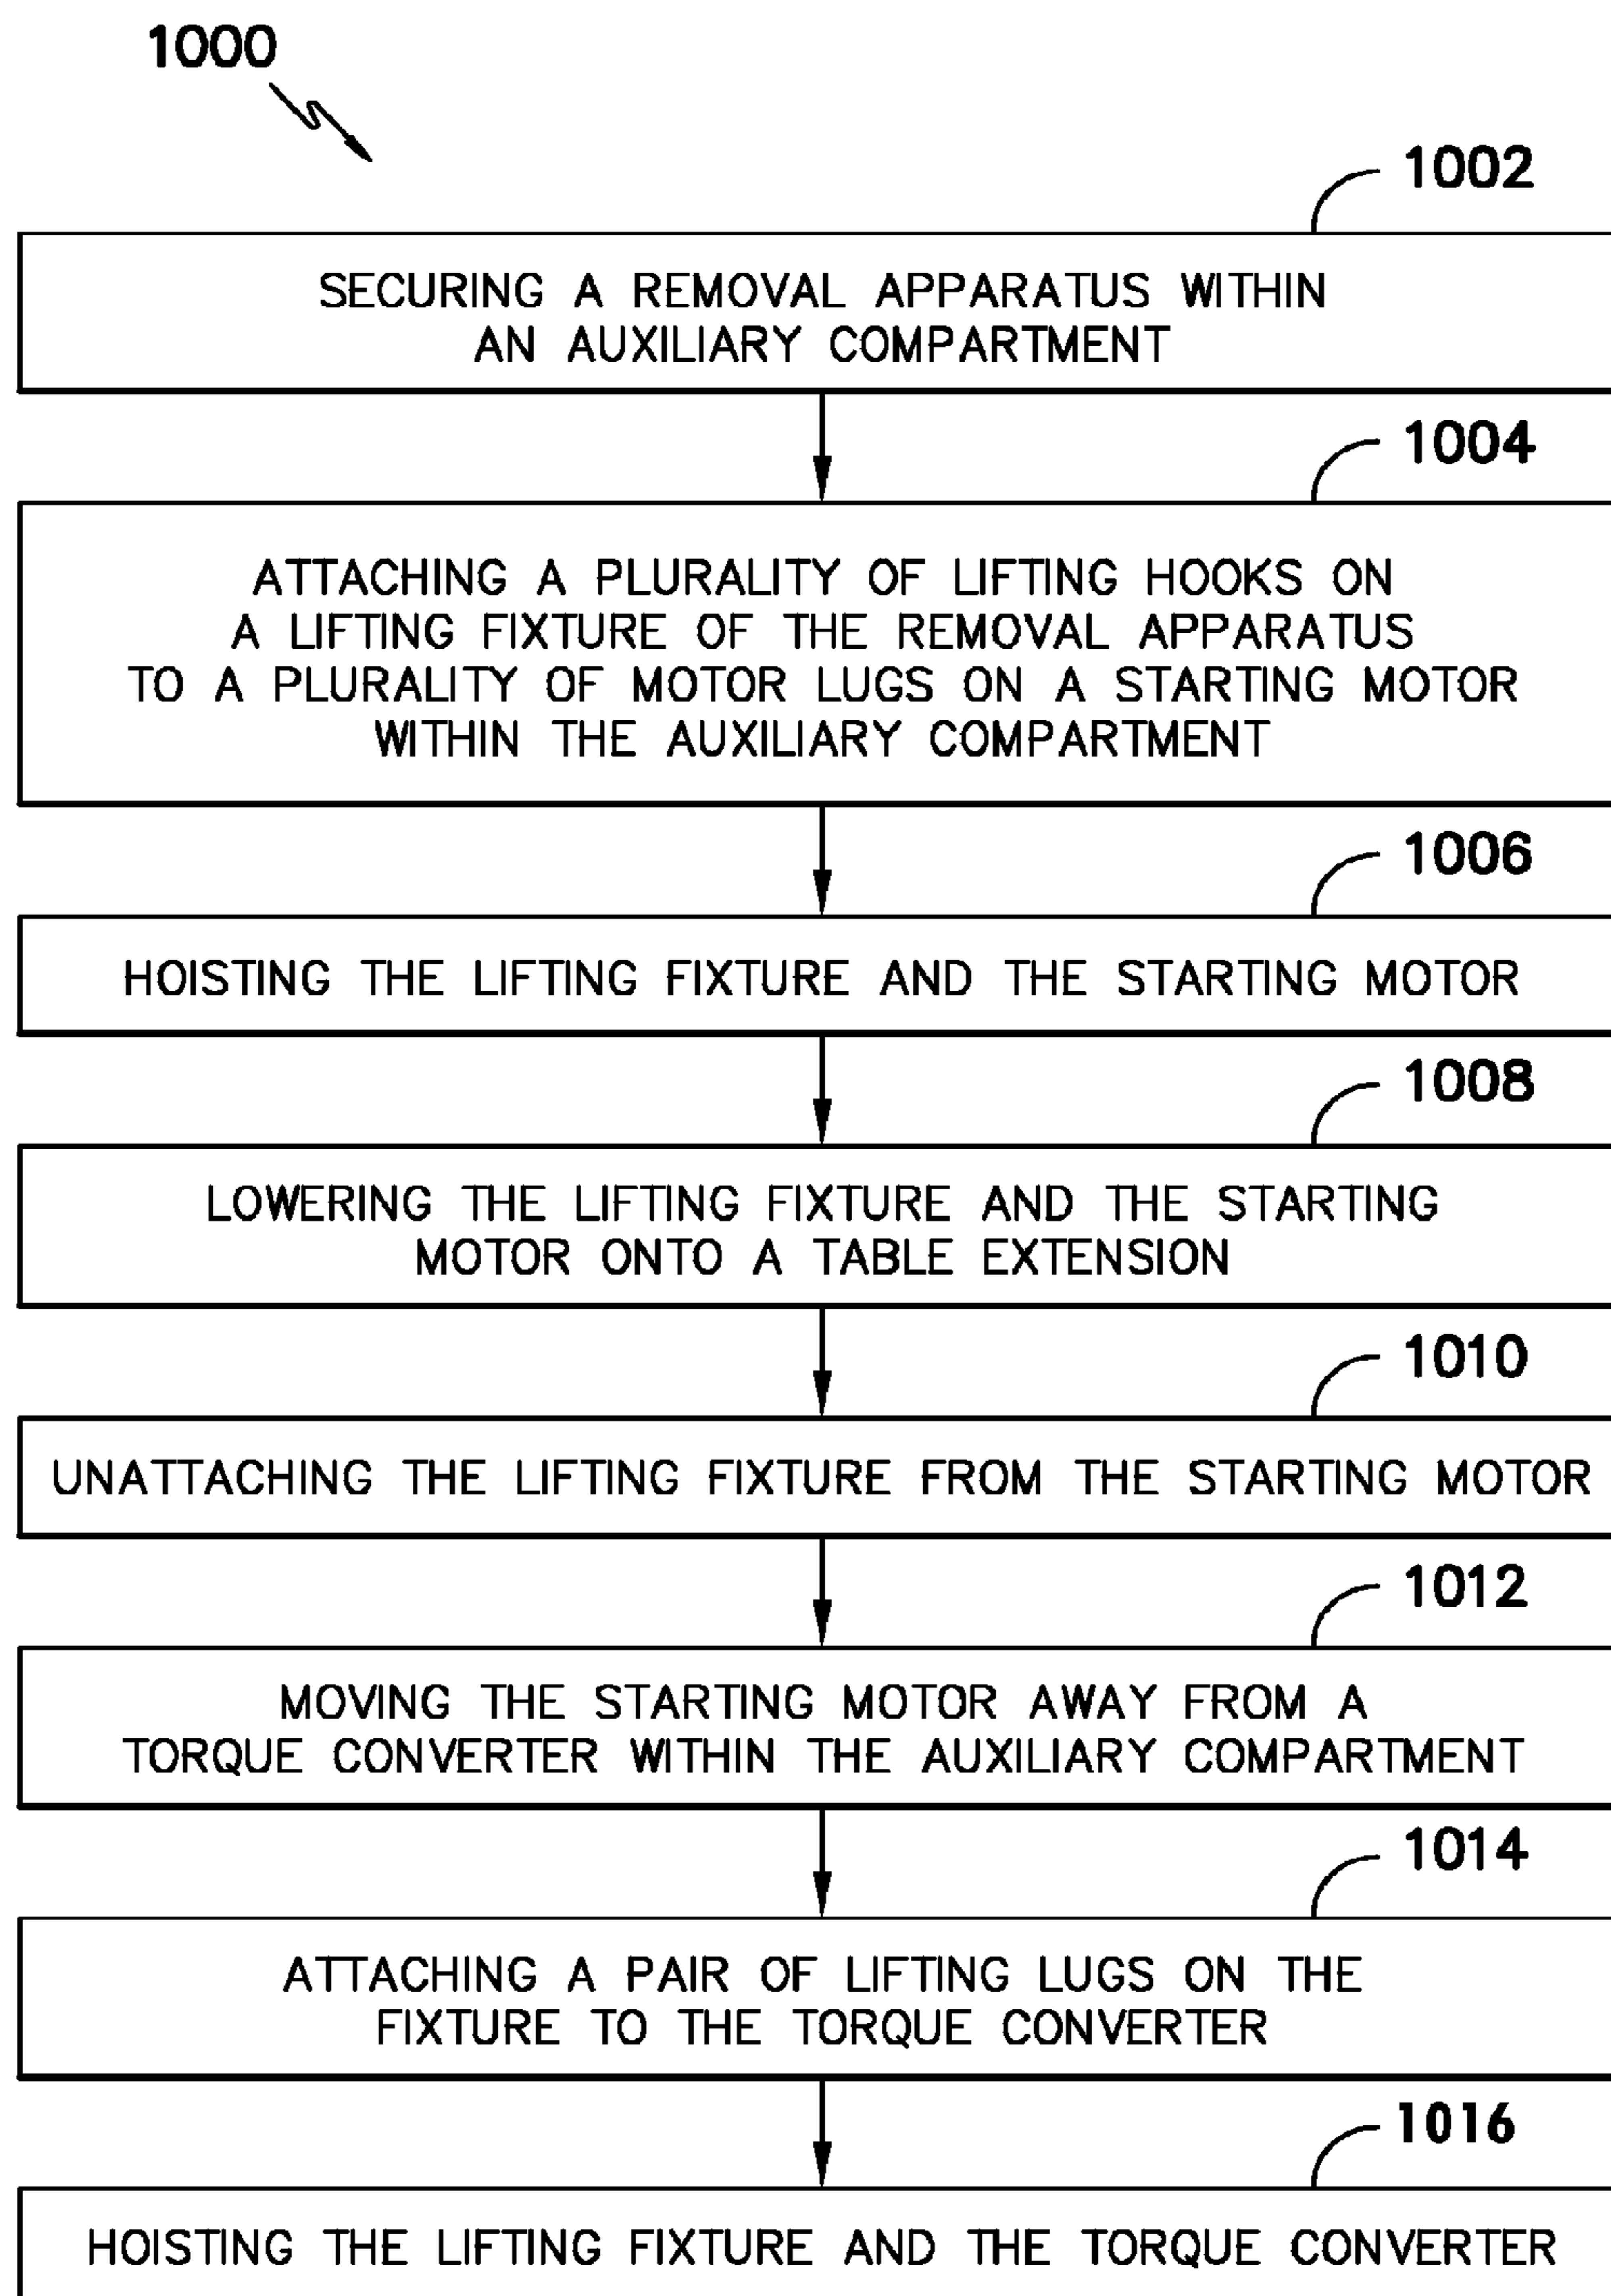 1000
1002
SECURING A REMOVAL APPARATUS WITHIN
AN AUXILIARY COMPARTMENT
1004
ATTACHING A PLURALITY OF LIFTING HOOKS ON
A LIFTING FIXTURE OF THE REMOVAL APPARATUS
TO A PLURALITY OF MOTOR LUGS ON A STARTING MOTOR
WITHIN THE AUXILIARY COMPARTMENT
1006
HOISTING THE LIFTING FIXTURE AND THE STARTING MOTOR
1008
LOWERING THE LIFTING FIXTURE AND THE STARTING
MOTOR ONTO A TABLE EXTENSION
1010
UNATTACHING THE LIFTING FIXTURE FROM THE STARTING MOTOR
1012
MOVING THE STARTING MOTOR AWAY FROM A
TORQUE CONVERTER WITHIN THE AUXILIARY COMPARTMENT
1014
ATTACHING A PAIR OF LIFTING LUGS ON THE
FIXTURE TO THE TORQUE CONVERTER
1016
HOISTING THE LIFTING FIXTURE AND THE TORQUE CONVERTER